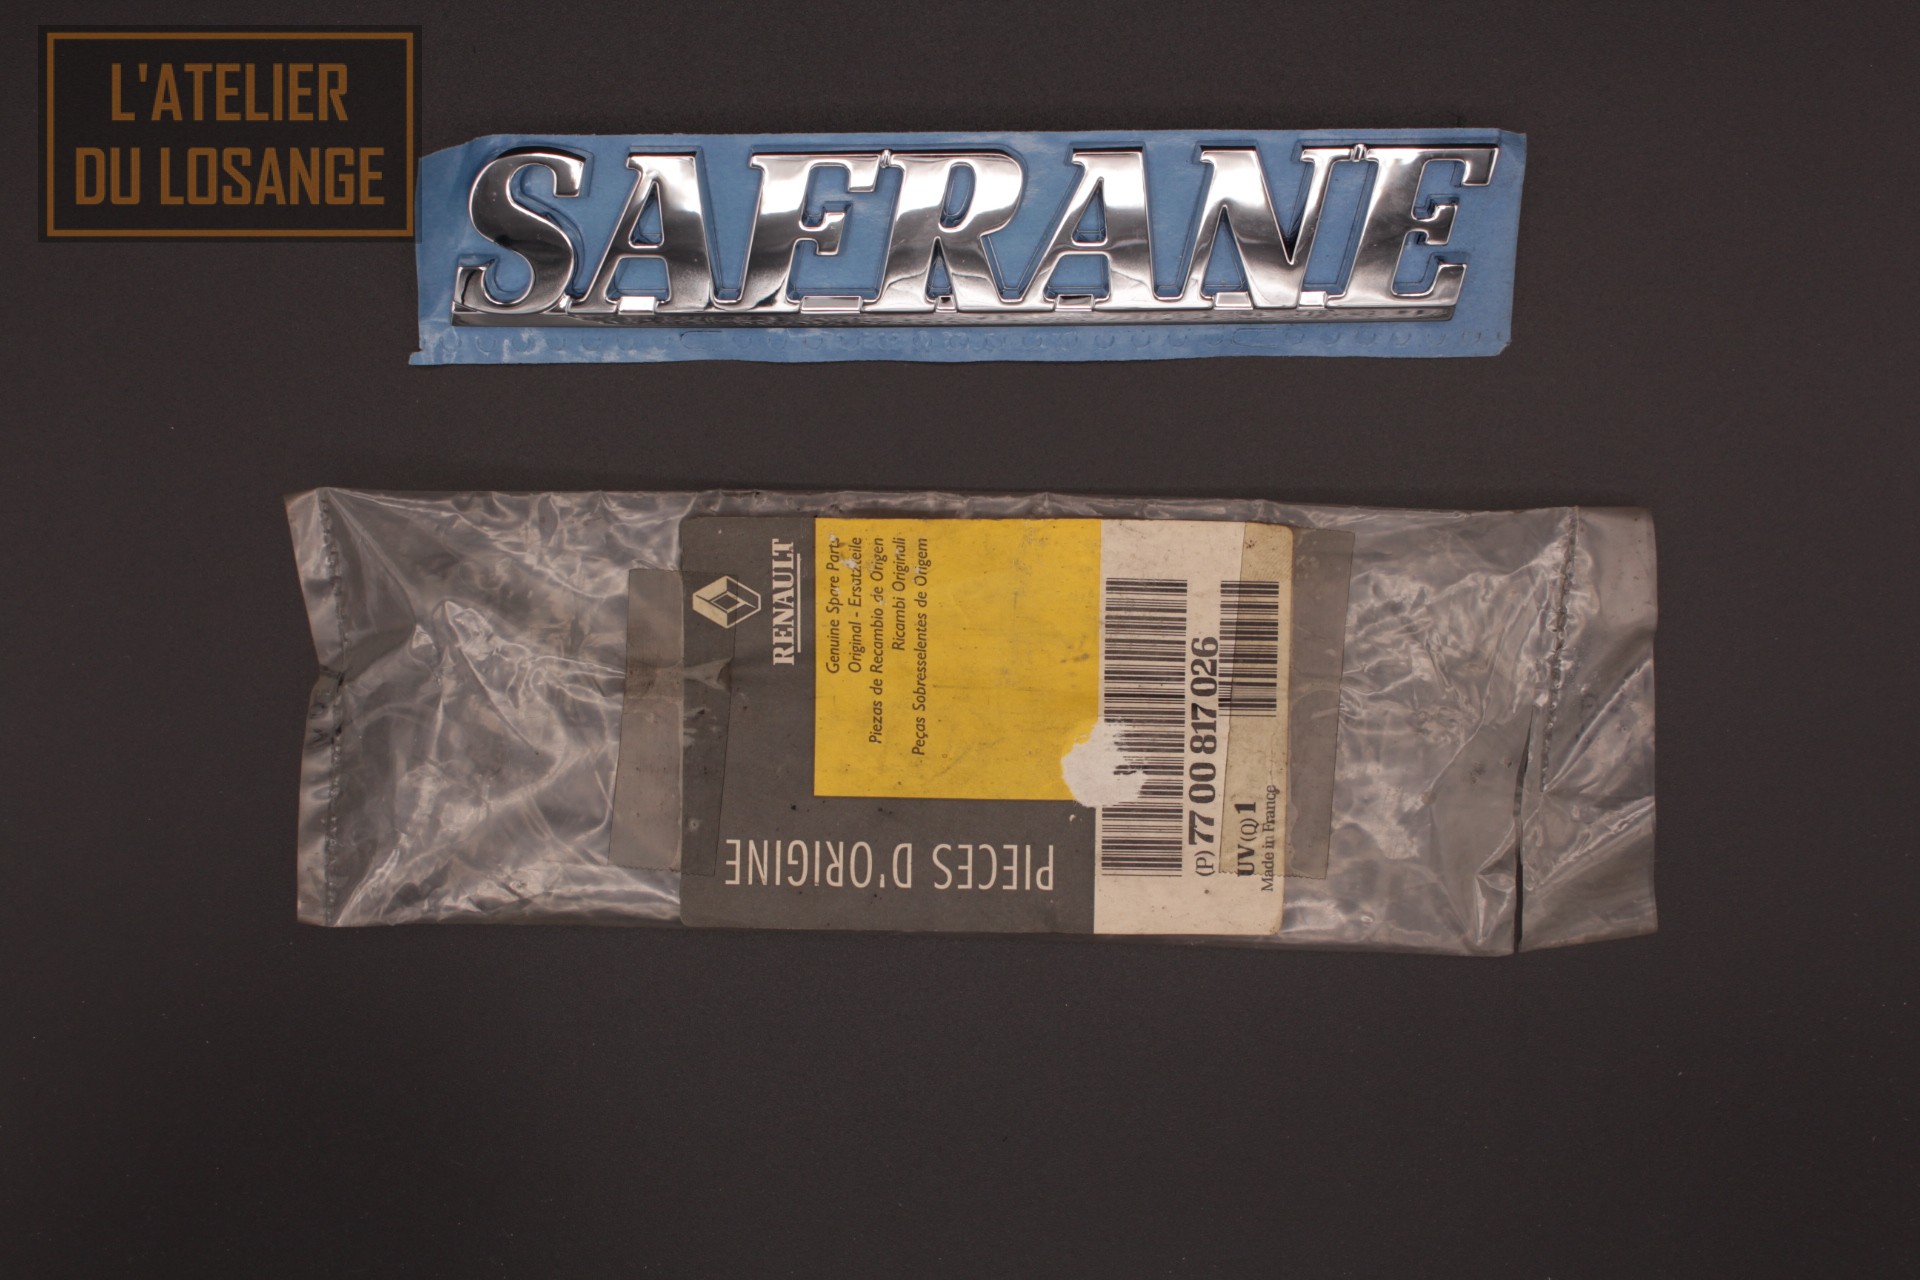 L'ATELIER
DU LOSANGE
SAFRANE
RENAULT
Genuine Spare Parts
Original - Ersatzteile
Piezas de Recambio de Origen
Ricambi Originali
Peças Sobresselentes de Origem
PIECES D'ORIGINE
(P) 77 00 817 026
UV (Q) 1
Made in France